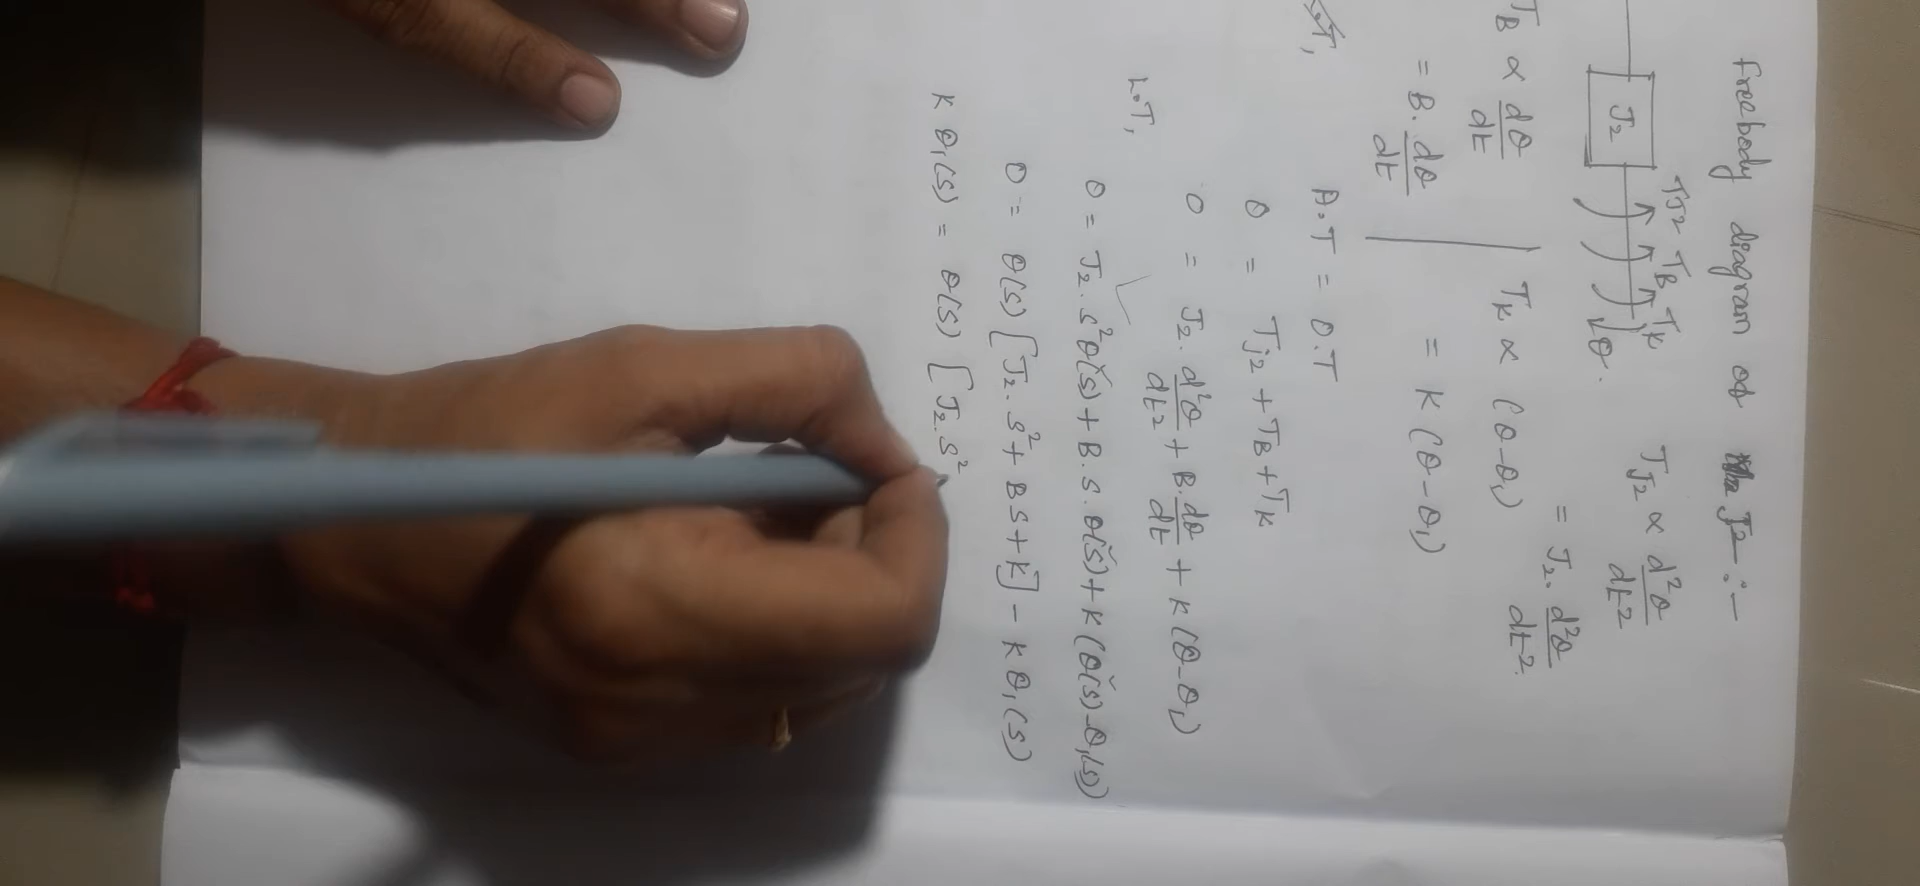 freebody diagram of J2 :-
TJ2 TB TK
J2
θ.
TJ2 ∝ d²θ/dt²
= J2. d²θ/dt²
TB ∝ dθ/dt
= B. dθ/dt
TK ∝ (θ-θ1)
= K (θ-θ1)
A.T = O.T
0 = Tj2 + TB + TK
0 = J2. d²θ/dt² + B. dθ/dt + K (θ-θ1)
L.T,
0 = J2. s²θ(s) + B. s. θ(s) + K (θ(s)-θ1(s))
0 = θ(s) [J2. s² + Bs + K] - Kθ1(s)
K θ1(s) = θ(s) [J2. s²